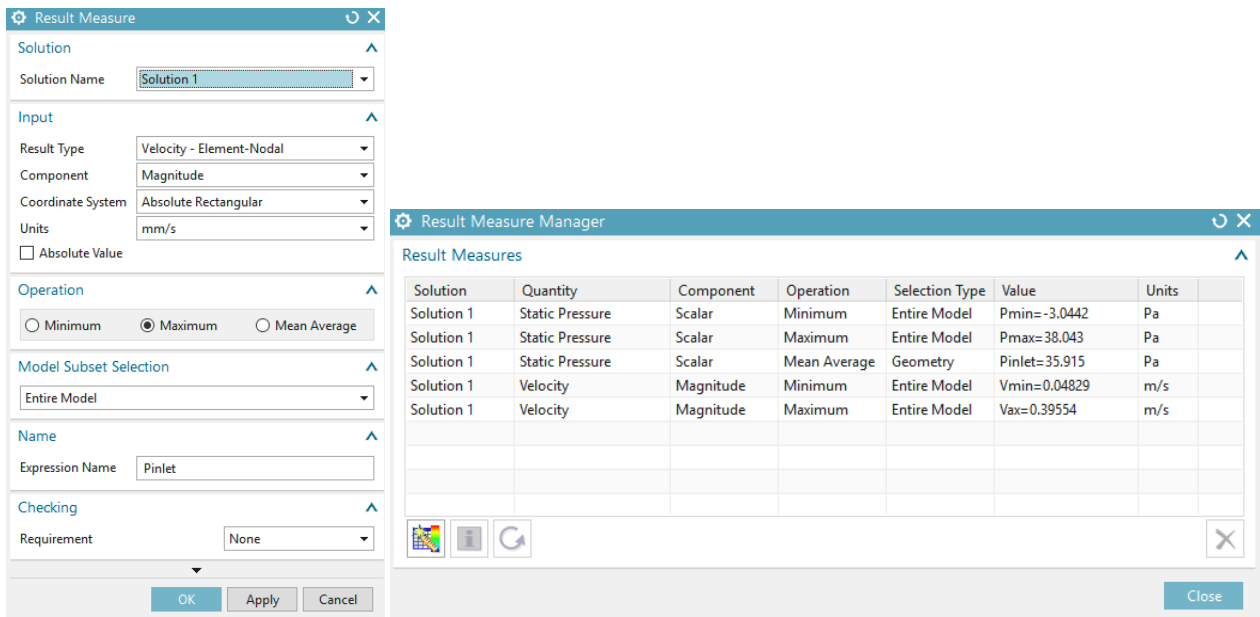 Result Measure
Solution
Solution Name Solution 1
Input
Result Type Velocity - Element-Nodal
Component Magnitude
Coordinate System Absolute Rectangular
Units mm/s
Absolute Value
Operation
Minimum Maximum Mean Average
Model Subset Selection
Entire Model
Name
Expression Name Pinlet
Checking
Requirement None
OK Apply Cancel
Result Measure Manager
Result Measures
Solution Quantity Component Operation Selection Type Value Units
Solution 1 Static Pressure Scalar Minimum Entire Model Pmin=-3.0442 Pa
Solution 1 Static Pressure Scalar Maximum Entire Model Pmax=38.043 Pa
Solution 1 Static Pressure Scalar Mean Average Geometry Pinlet=35.915 Pa
Solution 1 Velocity Magnitude Minimum Entire Model Vmin=0.04829 m/s
Solution 1 Velocity Magnitude Maximum Entire Model Vax=0.39554 m/s
Close